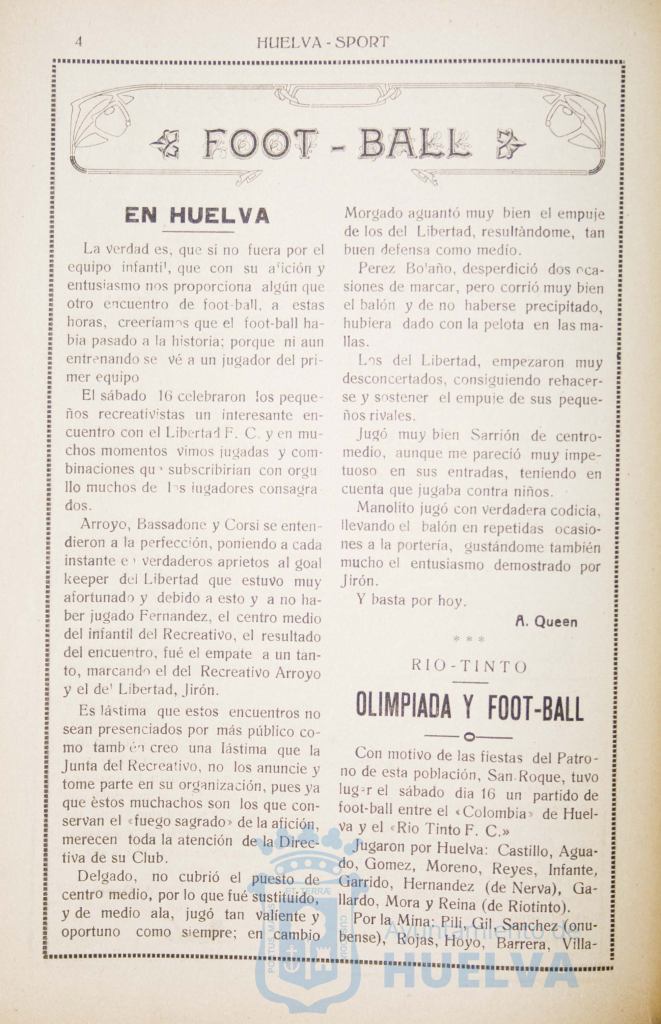 4
HUELVA - SPORT
FOOT - BALL
EN HUELVA
La verdad es, que si no fuera por el
equipo infantil, que con su afición y
entusiasmo nos proporciona algún que
otro encuentro de foot-ball, a estas
horas, creeriamos que el foot-ball ha-
bia pasado a la historia; porque ni aun
entrenando se vé a un jugador del pri-
mer equipo
El sábado 16 celebraron los peque-
ños recreativistas un interesante en-
cuentro con el Libertad F. C. y en mu-
chos momentos vimos jugadas y com-
binaciones que subscribirian con orgu
llo muchos de los jugadores consagra-
dos.
Arroyo, Bassadone y Corsi se enten-
dieron a la perfección, poniendo a cada
instante en verdaderos aprietos al goal
keeper del Libertad que estuvo muy
afortunado y debido a esto y a no ha-
ber jugado Fernandez, el centro medio
del infantil del Recreativo, el resultado
del encuentro, fué el empate a un tan-
to, marcando el del Recreativo Arroyo
y el del Libertad, Jirón.
Es lástima que estos encuentros no
sean presenciados por más público co-
mo también creo una lástima que la
Junta del Recreativo, no los anuncie y
tome parte en su organización, pues ya
que èstos muchachos son los que con-
servan el «fuego sagrado» de la afición,
merecen toda la atención de la Direc-
tiva de su Club.
Delgado, no cubrió el puesto de
centro medio, por lo que fué sustituído,
y de medio ala, jugó tan valiente y
oportuno como siempre; en cambio
Morgado aguantó muy bien el empuje
de los del Libertad, resultàndome, tan
buen defensa como medio.
Perez Bolaño, desperdició dos oca-
siones de marcar, pero corrió muy bien
el balón y de no haberse precipitado,
hubiera dado con la pelota en las ma-
llas.
Los del Libertad, empezaron muy
desconcertados, consiguiendo rehacer-
se y sostener el empuje de sus peque-
ños rivales.
Jugó muy bien Sarrión de centro-
medio, aunque me pareció muy impe-
tuoso en sus entradas, teniendo en
cuenta que jugaba contra niños.
Manolito jugó con verdadera codicia,
llevando el balón en repetidas ocasio-
nes a la portería, gustándome también
mucho el entusiasmo demostrado por
Jirón.
Y basta por hoy.
A. Queen
* * *
RIO-TINTO
OLIMPIADA Y FOOT-BALL
Con motivo de las fiestas del Patro-
no de esta población, San Roque, tuvo
lugar el sábado dia 16 un partido de
foot-ball entre el «Colombia» de Huel-
va y el «Rio Tinto F. C.»
Jugaron por Huelva: Castillo, Agua-
do, Gomez, Moreno, Reyes, Infante,
Garrido, Hernandez (de Nerva), Ga-
llardo, Mora y Reina (de Riotinto).
Por la Mina: Pili, Gil, Sanchez (onu-
bense), Rojas, Hoyo, Barrera, Villa-
Ayuntamiento de
HUELVA